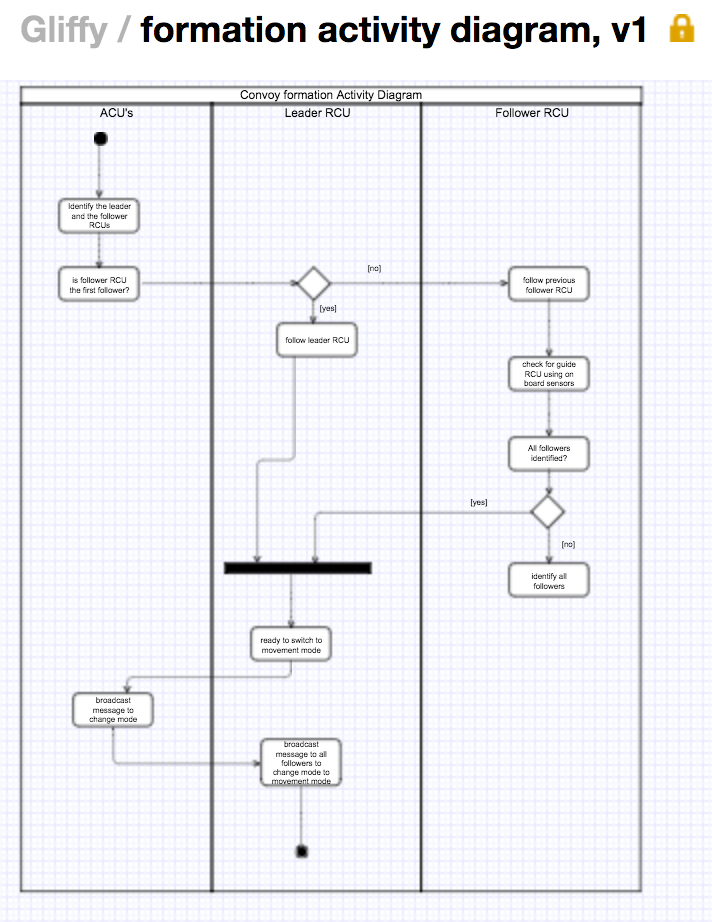 Gliffy / formation activity diagram, v1
Convoy formation Activity Diagram
ACU's
Leader RCU
Follower RCU
Identify the leader
and the follower
RCUs
is follower RCU
the first follower?
[no]
follow previous
follower RCU
[yes]
follow leader RCU
check for guide
RCU using on
board sensors
All followers
identified?
[yes]
[no]
identify all
followers
ready to switch to
movement mode
broadcast
message to
change mode
broadcast
message to all
followers to
change mode to
movement mode